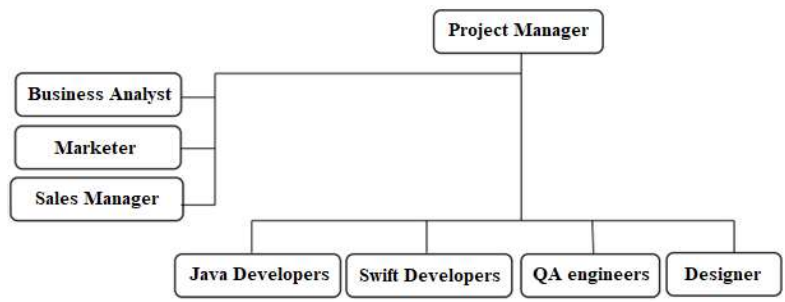 Project Manager
Business Analyst
Marketer
Sales Manager
Java Developers
Swift Developers
QA engineers
Designer